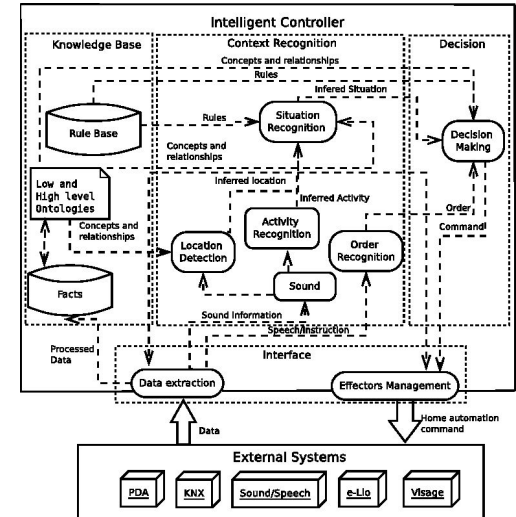 Intelligent Controller
Knowledge Base
Context Recognition
Decision
Concepts and relationships
Rules
Infered Situation
Rule Base
Rules
Situation
Recognition
Decision
Making
Concepts and
relationships
Low and
High level
Ontologies
Inferred location
Inferred Activity
Concepts and
relationships
Activity
Recognition
Order
Command
Location
Detection
Order
Recognition
Facts
Sound
Sound Information
Speech/Instruction
Processed
Data
Interface
Data extraction
Effectors Management
Data
Home automation
command
External Systems
PDA
KNX
Sound/Speech
e-Lio
Visage